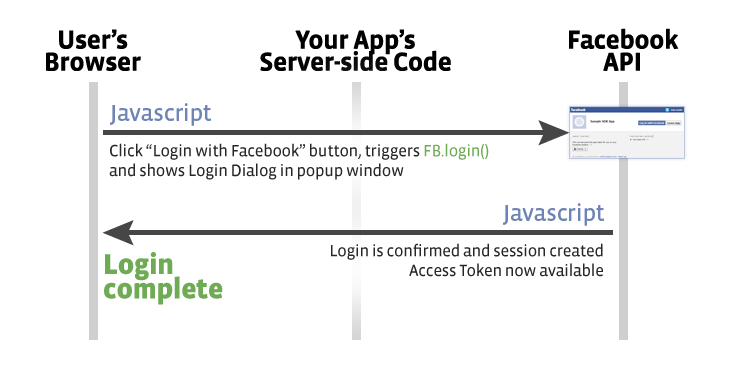 User’s
Browser
Your App’s
Server-side Code
Facebook
API
Javascript
Click “Login with Facebook” button, triggers FB.login()
and shows Login Dialog in popup window
facebook
Javascript
Login is confirmed and session created
Access Token now available
Login
complete